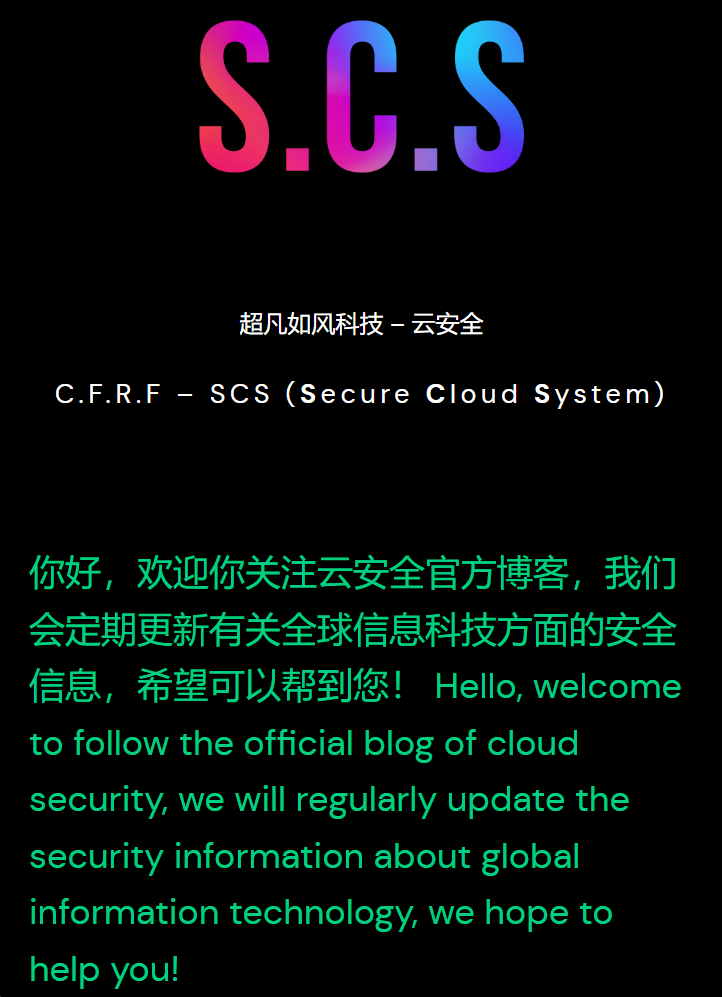 S.C.S
超凡如风科技 – 云安全
C.F.R.F – SCS (Secure Cloud System)
你好，欢迎你关注云安全官方博客，我们
会定期更新有关全球信息科技方面的安全
信息，希望可以帮到您！ Hello, welcome
to follow the official blog of cloud
security, we will regularly update the
security information about global
information technology, we hope to
help you!